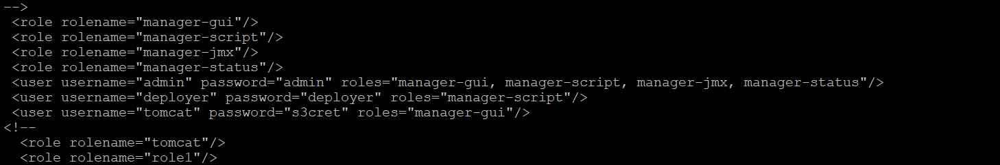 -->
<role rolename="manager-gui"/>
<role rolename="manager-script"/>
<role rolename="manager-jmx"/>
<role rolename="manager-status"/>
<user username="admin" password="admin" roles="manager-gui, manager-script, manager-jmx, manager-status"/>
<user username="deployer" password="deployer" roles="manager-script"/>
<user username="tomcat" password="s3cret" roles="manager-gui"/>
<!--
<role rolename="tomcat"/>
<role rolename="role1"/>